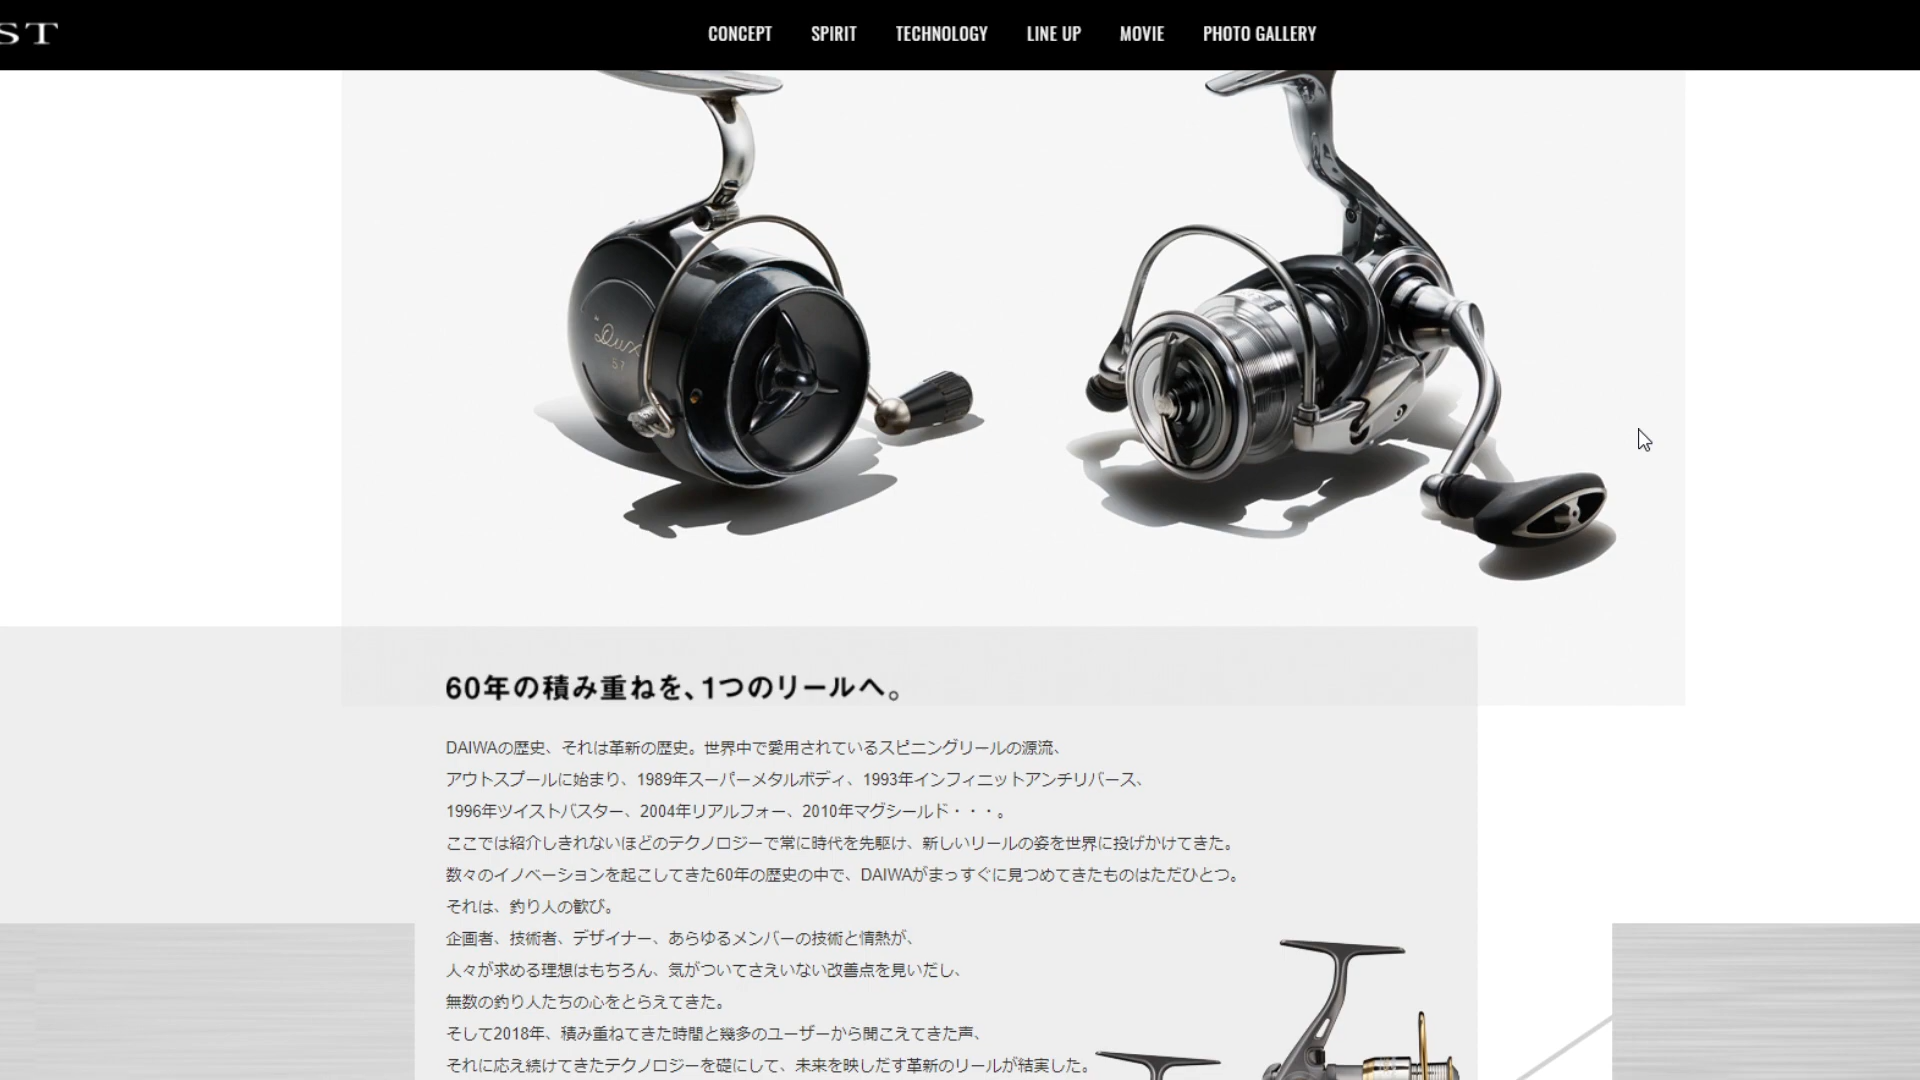 ST
CONCEPT SPIRIT TECHNOLOGY LINE UP MOVIE PHOTO GALLERY
Dux
57
60年の積み重ねを、1つのリールへ。
DAIWAの歴史、それは革新の歴史。世界中で愛用されているスピニングリールの源流、
アウトスプールに始まり、1989年スーパーメタルボディ、1993年インフィニットアンチリバース、
1996年ツイストバスター、2004年リアルフォー、2010年マグシールド・・・。
ここでは紹介しきれないほどのテクノロジーで常に時代を先駆け、新しいリールの姿を世界に投げかけてきた。
数々のイノベーションを起こしてきた60年の歴史の中で、DAIWAがまっすぐに見つめてきたものはただひとつ。
それは、釣り人の歓び。
企画者、技術者、デザイナー、あらゆるメンバーの技術と情熱が、
人々が求める理想はもちろん、気がついてさえいない改善点を見いだし、
無数の釣り人たちの心をとらえてきた。
そして2018年、積み重ねてきた時間と幾多のユーザーから聞こえてきた声、
それに応え続けてきたテクノロジーを礎にして、未来を映しだす革新のリールが結実した。